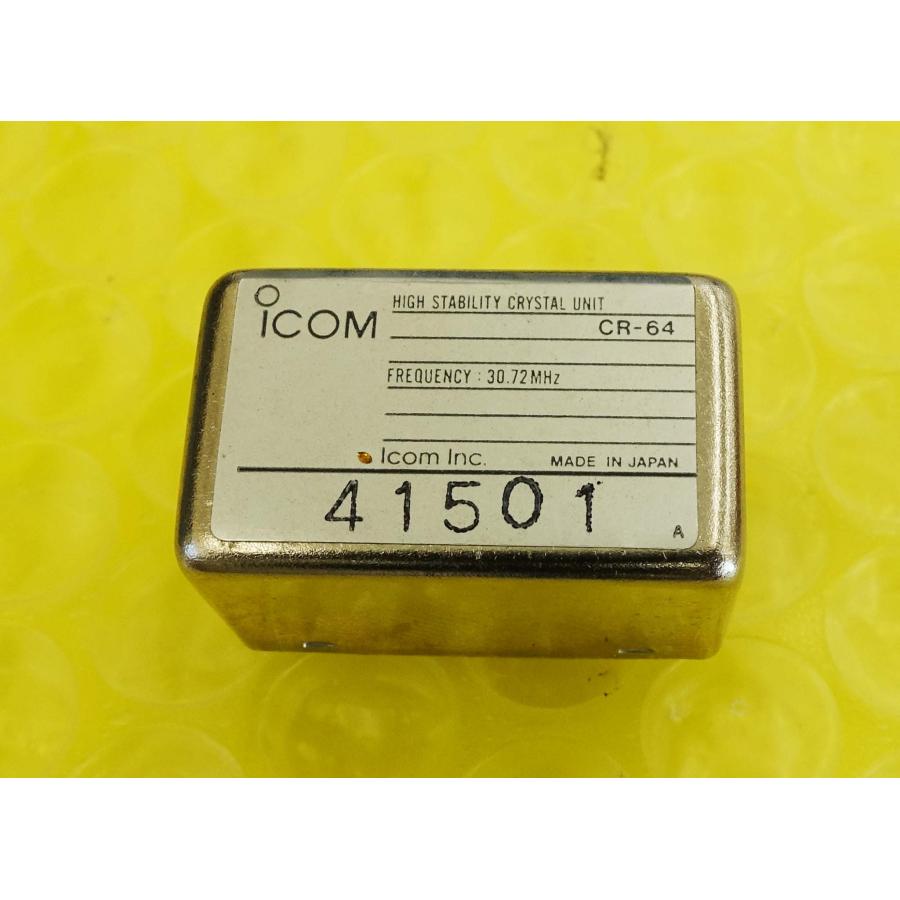 ICOM
HIGH STABILITY CRYSTAL UNIT
CR-64
FREQUENCY : 30.72MHz
Icom Inc.
MADE IN JAPAN
41501
A